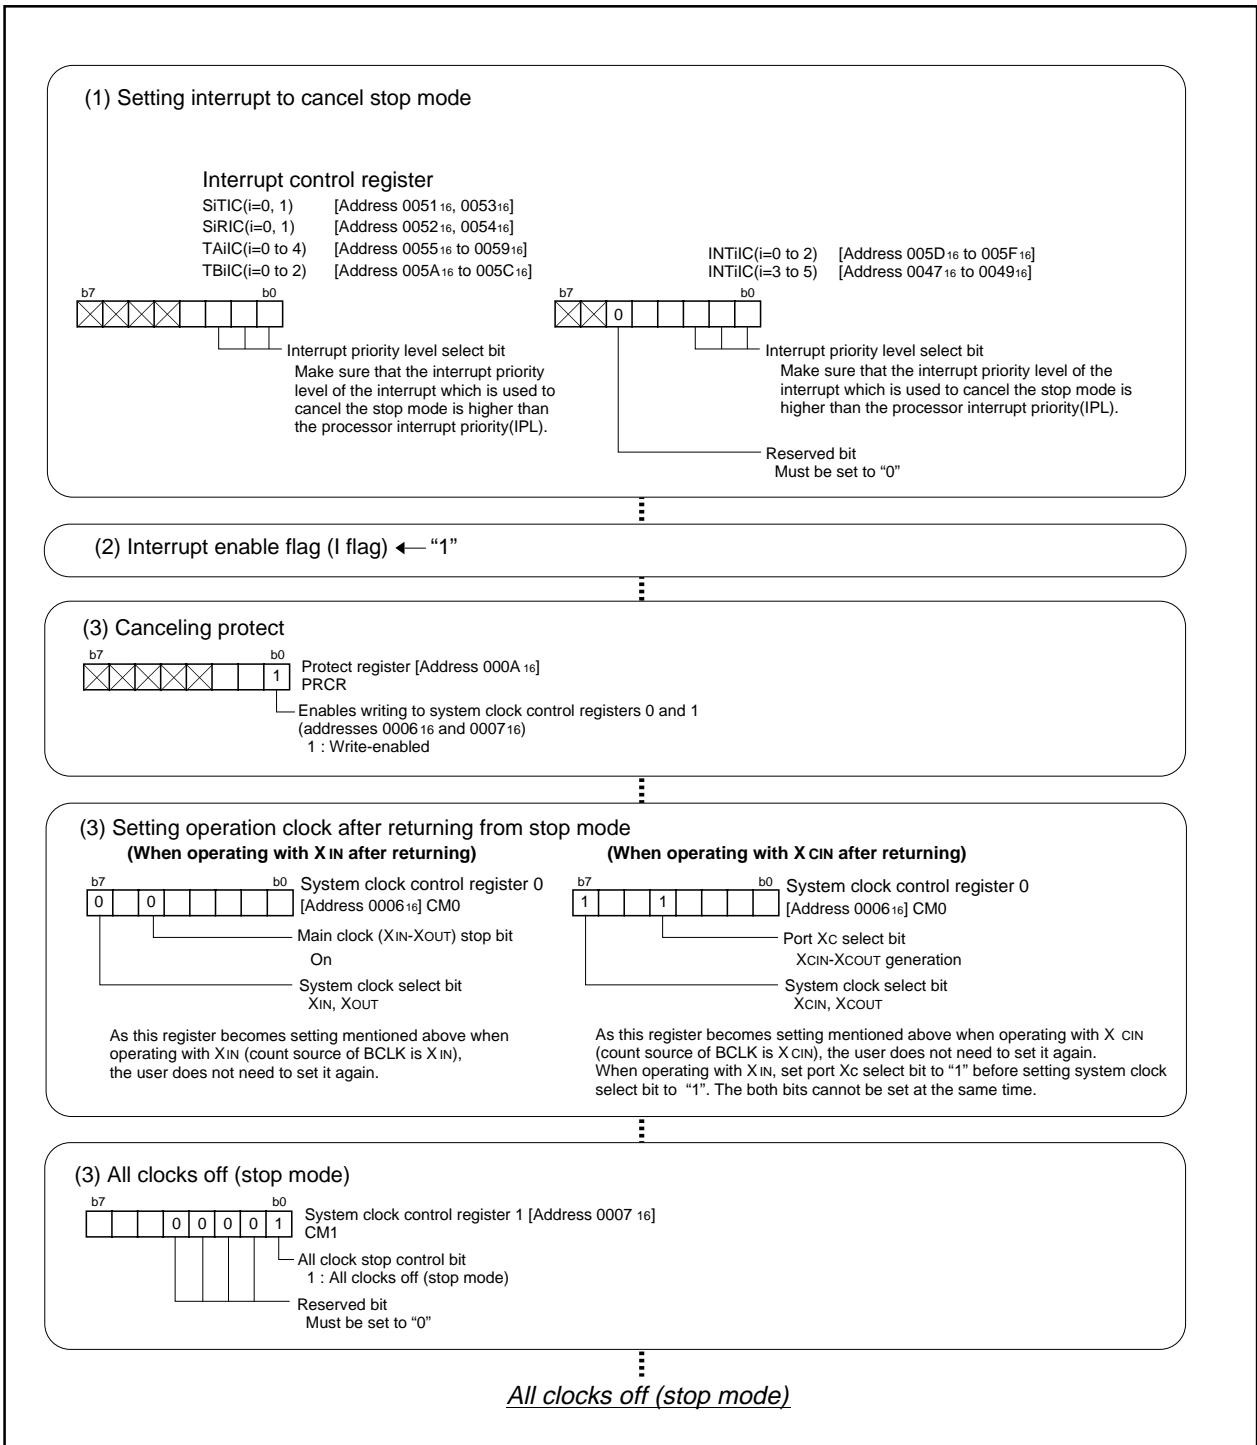 (1) Setting interrupt to cancel stop mode
Interrupt control register
SiTIC(i=0, 1) [Address 005116, 005316]
SiRIC(i=0, 1) [Address 005216, 005416]
TAiIC(i=0 to 4) [Address 005516 to 005916]
TBiIC(i=0 to 2) [Address 005A16 to 005C16]
b7 b0
Interrupt priority level select bit
Make sure that the interrupt priority
level of the interrupt which is used to
cancel the stop mode is higher than
the processor interrupt priority(IPL).
INTiIC(i=0 to 2) [Address 005D16 to 005F16]
INTiIC(i=3 to 5) [Address 004716 to 004916]
b7 b0
0
Interrupt priority level select bit
Make sure that the interrupt priority level of the
interrupt which is used to cancel the stop mode is
higher than the processor interrupt priority(IPL).
Reserved bit
Must be set to “0”
(2) Interrupt enable flag (I flag) ← “1”
(3) Canceling protect
b7 b0
1
Protect register [Address 000A16]
PRCR
Enables writing to system clock control registers 0 and 1
(addresses 000616 and 000716)
1 : Write-enabled
(3) Setting operation clock after returning from stop mode
(When operating with XIN after returning)
b7 b0
0 0
System clock control register 0
[Address 000616] CM0
Main clock (XIN-XOUT) stop bit
On
System clock select bit
XIN, XOUT
As this register becomes setting mentioned above when
operating with XIN (count source of BCLK is XIN),
the user does not need to set it again.
(When operating with XCIN after returning)
b7 b0
1 1
System clock control register 0
[Address 000616] CM0
Port XC select bit
XCIN-XCOUT generation
System clock select bit
XCIN, XCOUT
As this register becomes setting mentioned above when operating with XCIN
(count source of BCLK is XCIN), the user does not need to set it again.
When operating with XIN, set port Xc select bit to “1” before setting system clock
select bit to “1”. The both bits cannot be set at the same time.
(3) All clocks off (stop mode)
b7 b0
0 0 0 0 1
System clock control register 1 [Address 000716]
CM1
All clock stop control bit
1 : All clocks off (stop mode)
Reserved bit
Must be set to “0”
All clocks off (stop mode)